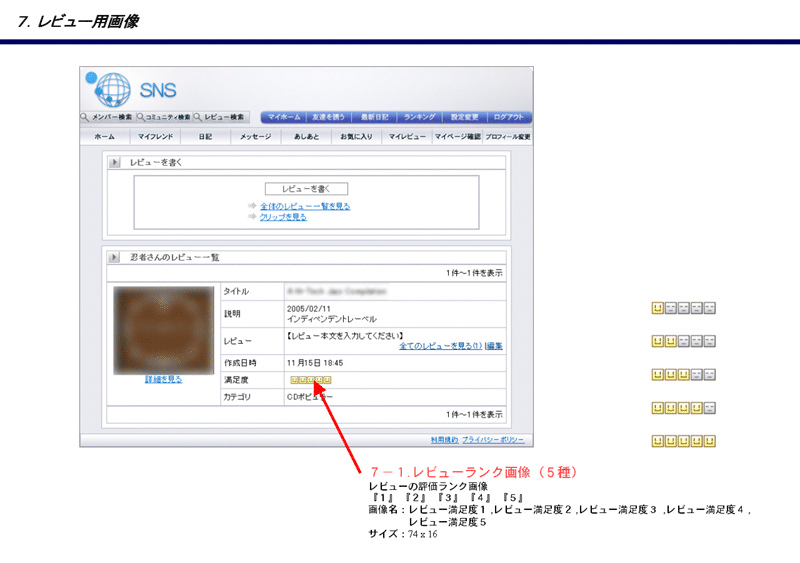 7. レビュー用画像
SNS
メンバー検索 コミュニティ検索 レビュー検索
マイホーム 友達を誘う 最新日記 ランキング 設定変更 ログアウト
ホーム マイフレンド 日記 メッセージ あしあと お気に入り マイレビュー マイページ確認 プロフィール変更
レビューを書く
レビューを書く
全体のレビュー一覧を見る
クリップを見る
忍者さんのレビュー一覧
1件～1件を表示
タイトル
説明 2005/02/11
インディペンデントレーベル
レビュー 【レビュー本文を入力してください】
全てのレビューを見る(1) |編集
作成日時 11月15日 18:45
詳細を見る
満足度
カテゴリ CDポピュラー
1件～1件を表示
利用規約 プライバシーポリシー
７－１.レビューランク画像（５種）
レビューの評価ランク画像
『１』 『２』 『３』 『４』 『５』
画像名：レビュー満足度１,レビュー満足度２,レビュー満足度３,レビュー満足度４,
レビュー満足度５
サイズ：74 x 16